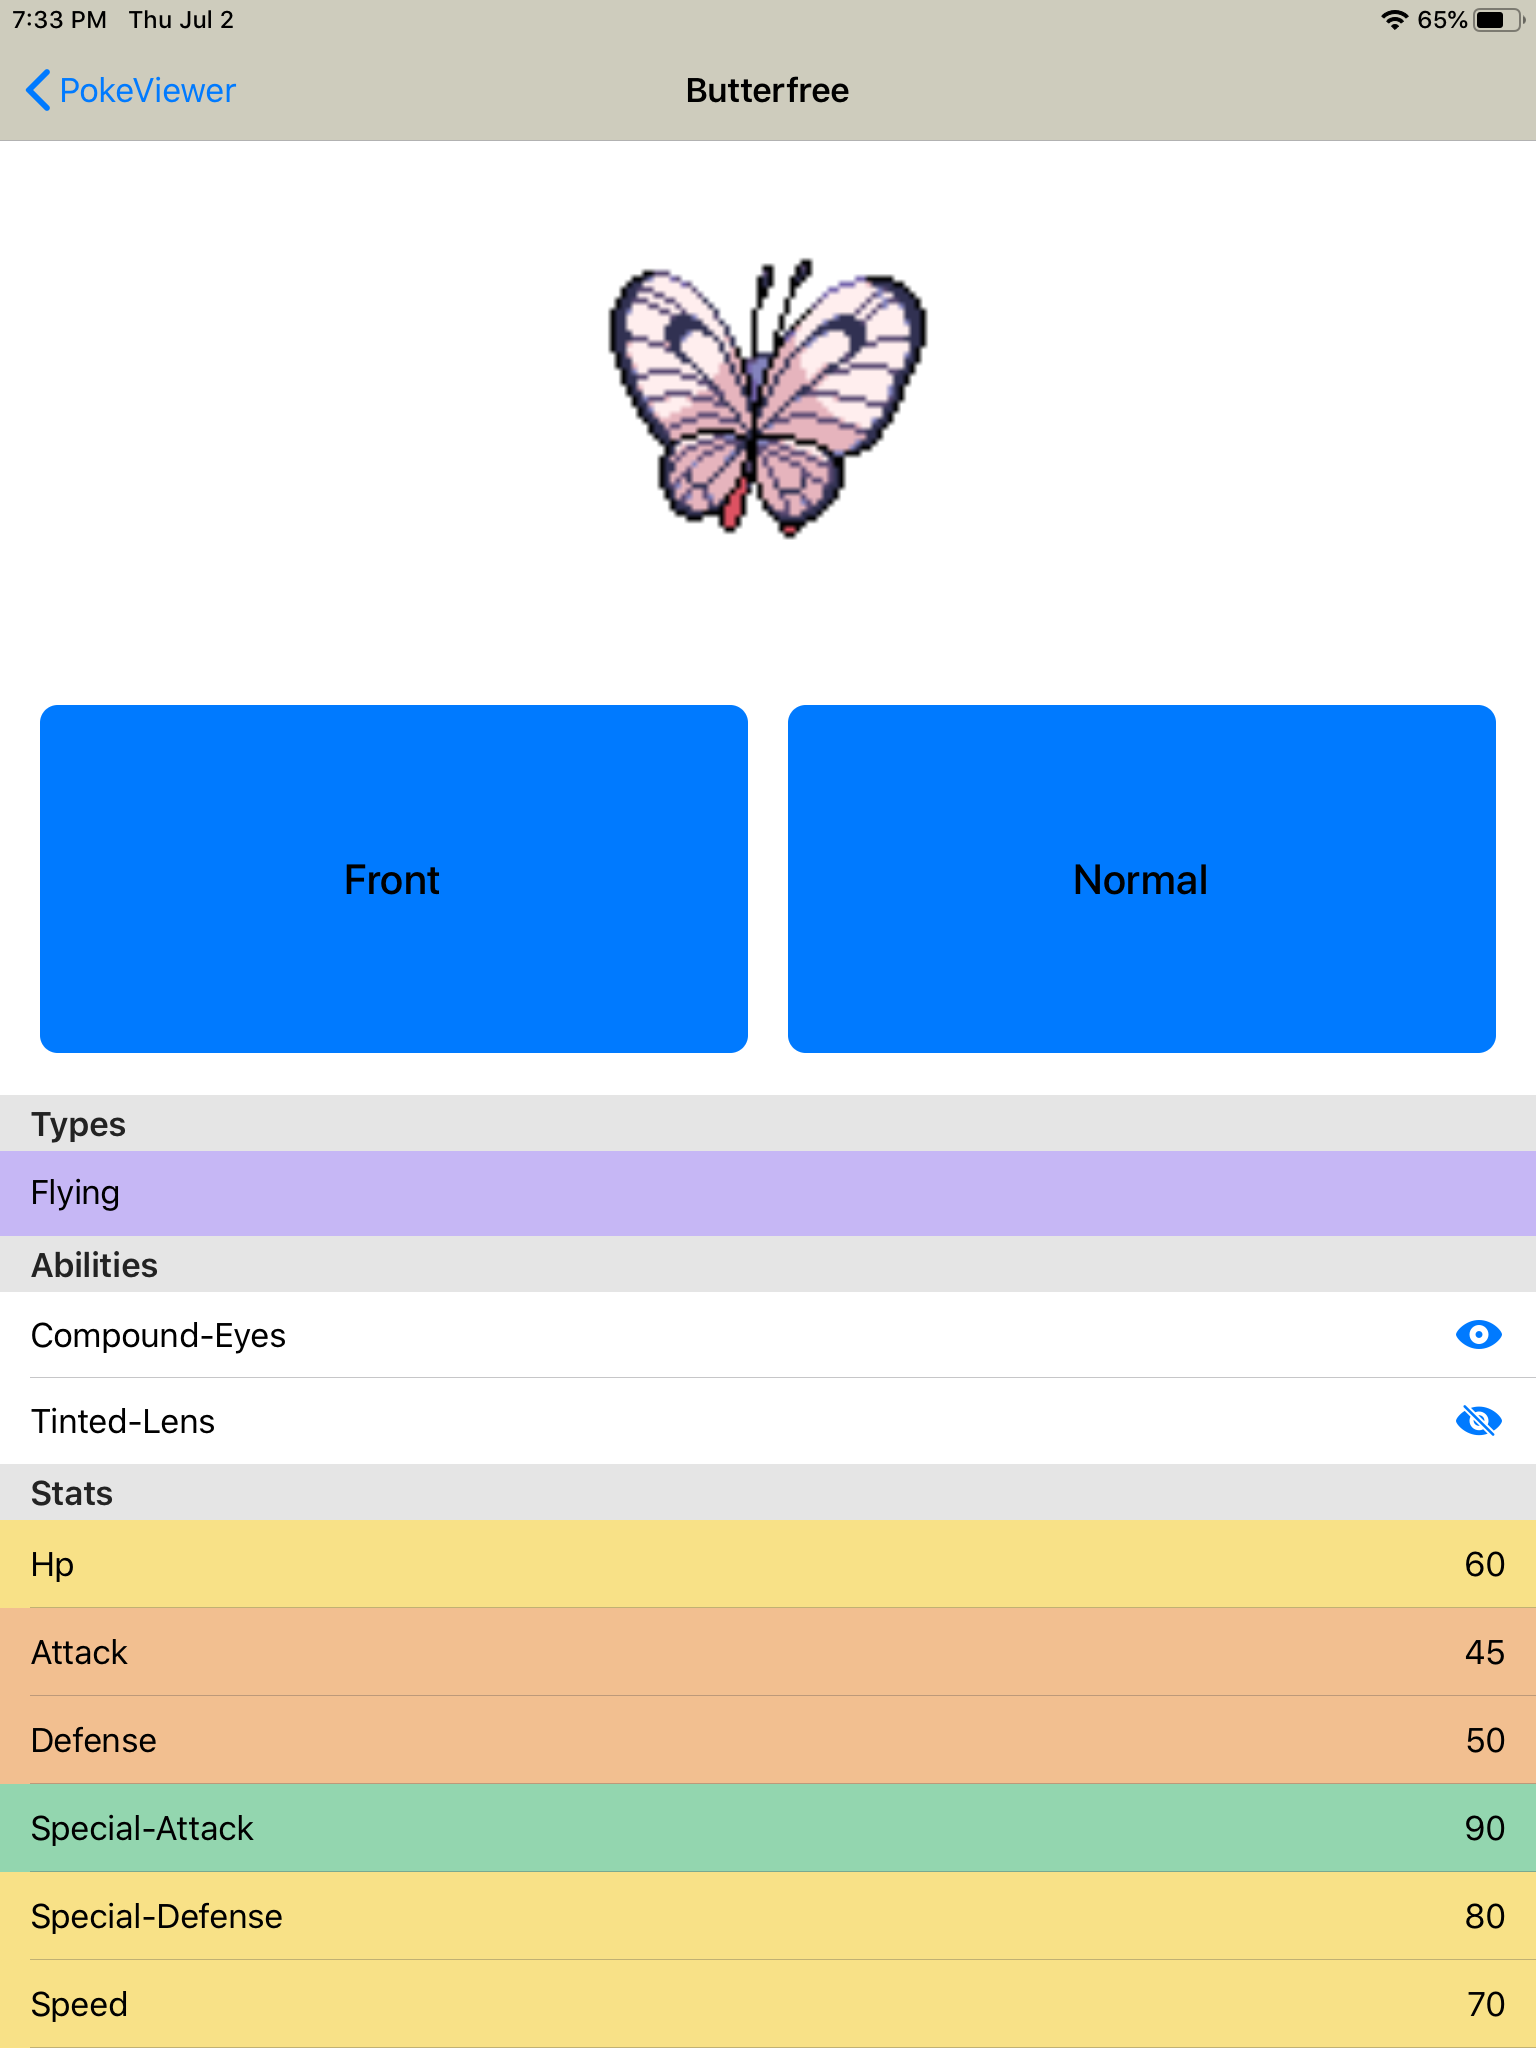 7:33 PM Thu Jul 2 65%
PokeViewer Butterfree
Front Normal
Types
Flying
Abilities
Compound-Eyes
Tinted-Lens
Stats
Hp 60
Attack 45
Defense 50
Special-Attack 90
Special-Defense 80
Speed 70